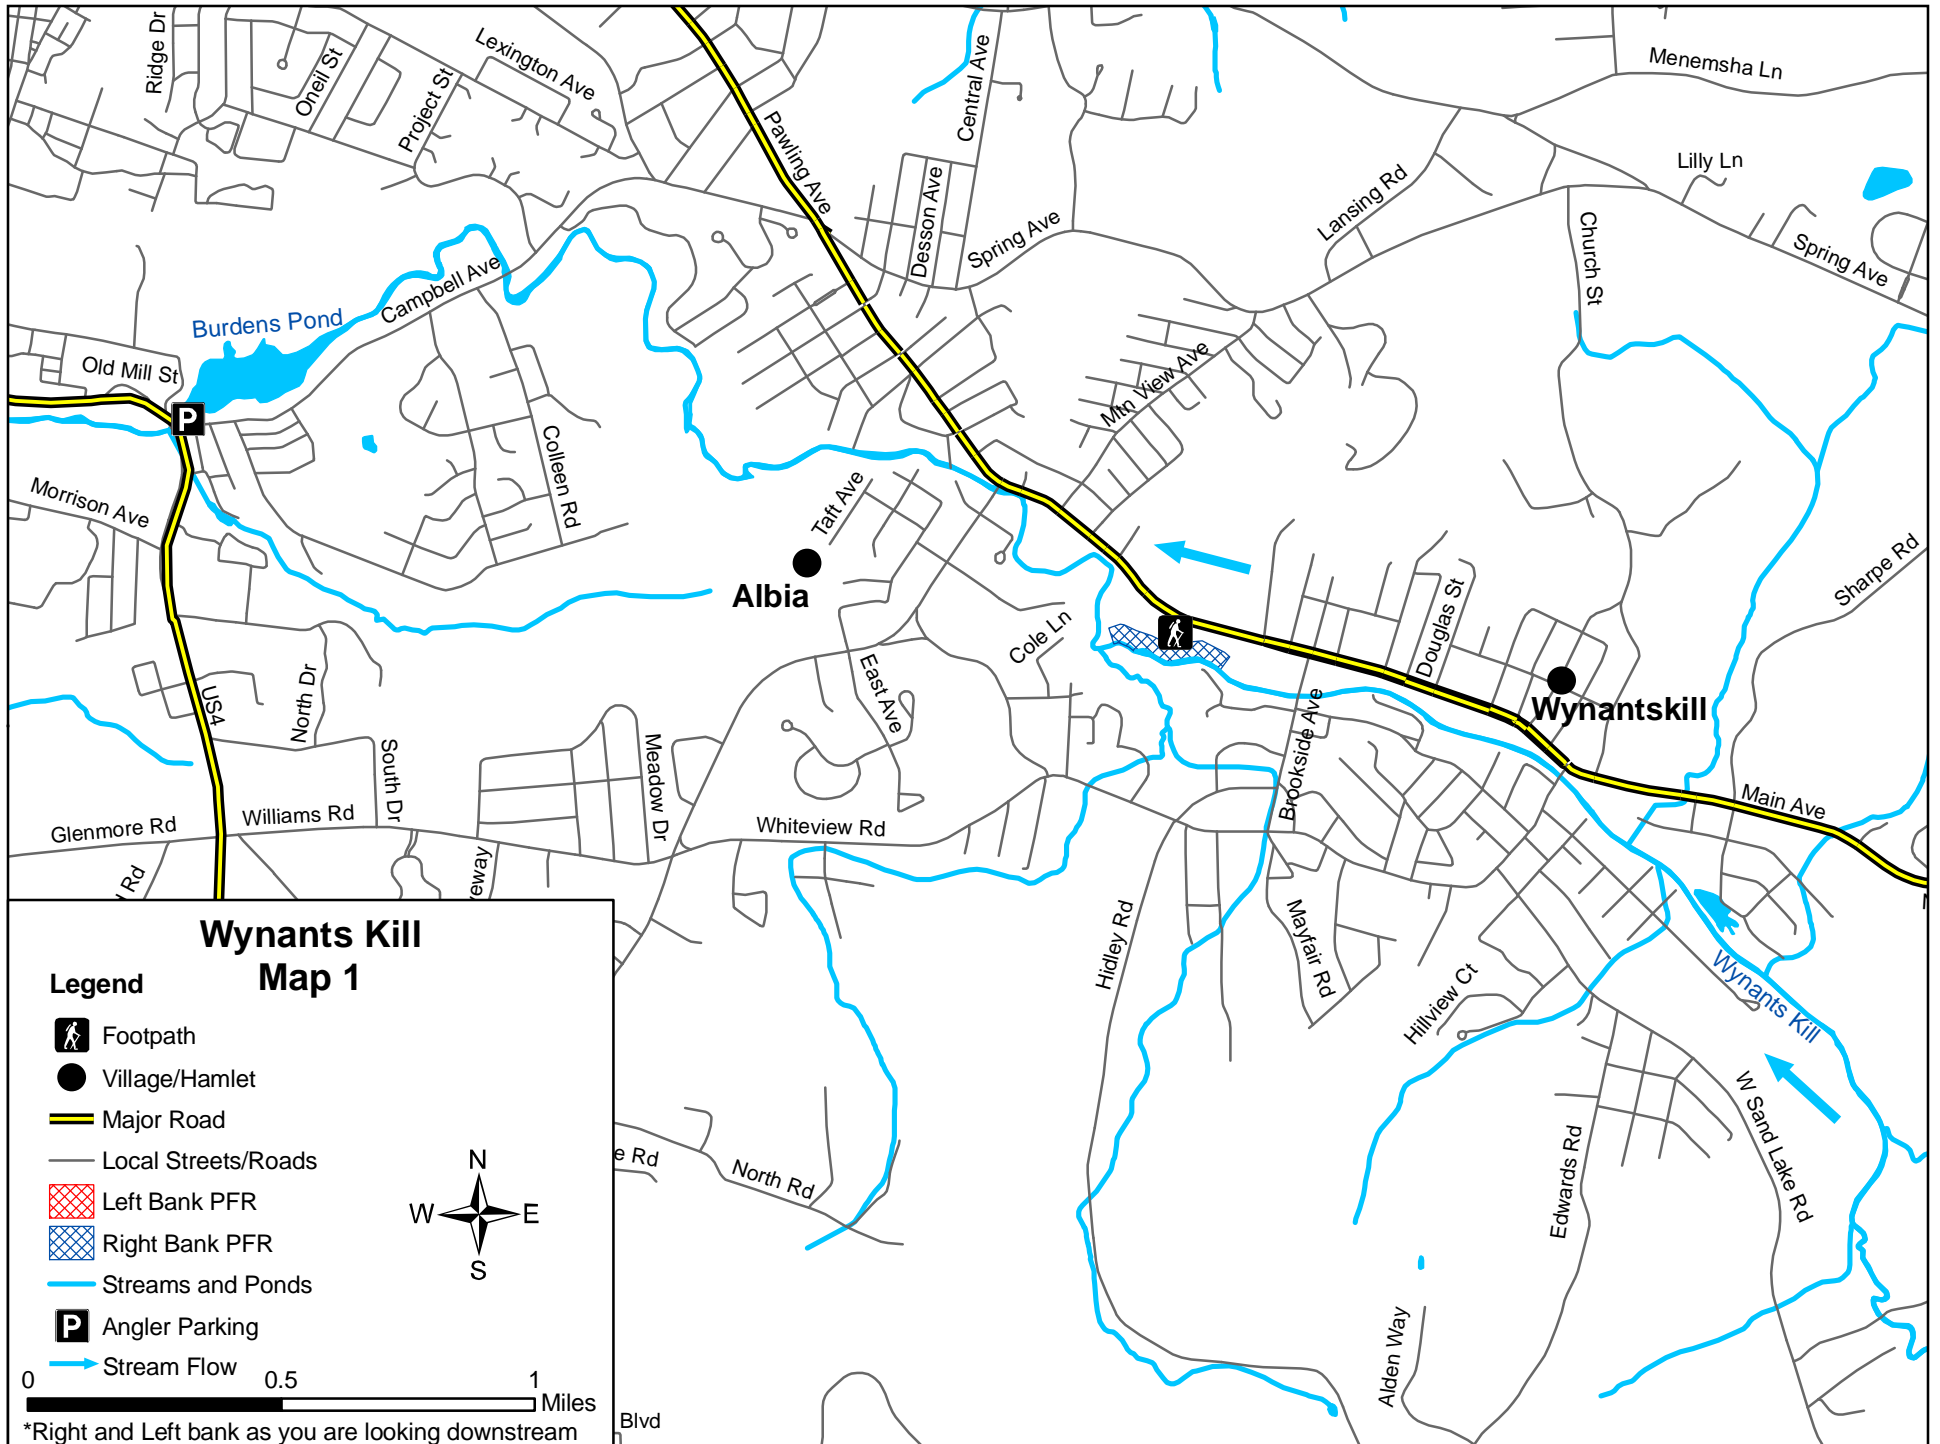 Ridge Dr
Oneil St
Project St
Lexington Ave
Pawling Ave
Central Ave
Menemsha Ln
Lilly Ln
Desson Ave
Spring Ave
Lansing Rd
Church St
Spring Ave
Campbell Ave
Burdens Pond
Old Mill St
P
Mtn View Ave
Colleen Rd
Morrison Ave
Taft Ave
Albia
Sharpe Rd
Cole Ln
Douglas St
Wynantskill
North Dr
US4
East Ave
Brookside Ave
South Dr
Meadow Dr
Main Ave
Glenmore Rd
Williams Rd
Whiteview Rd
Rd
eway
Hidley Rd
Mayfair Rd
Hillview Ct
Wynants Kill
W Sand Lake Rd
Edwards Rd
Alden Way
e Rd
North Rd
Blvd
Wynants Kill
Map 1
Legend
Footpath
Village/Hamlet
Major Road
Local Streets/Roads
Left Bank PFR
Right Bank PFR
Streams and Ponds
P Angler Parking
Stream Flow
N
W E
S
0 0.5 1
Miles
*Right and Left bank as you are looking downstream